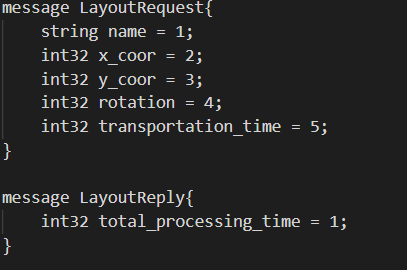 message LayoutRequest{
    string name = 1;
    int32 x_coor = 2;
    int32 y_coor = 3;
    int32 rotation = 4;
    int32 transportation_time = 5;
}

message LayoutReply{
    int32 total_processing_time = 1;
}